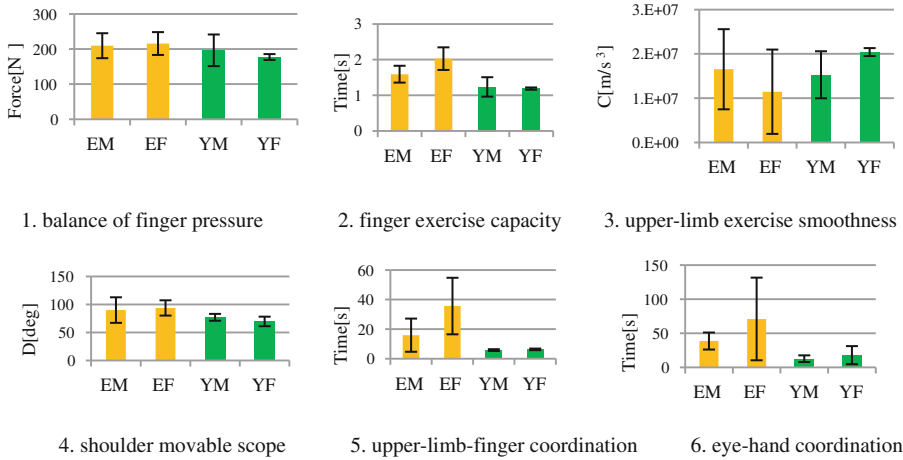 Force[N ]
300
200
100
0
EM EF YM YF
1. balance of finger pressure
Time[s]
3
2
1
0
EM EF YM YF
2. finger exercise capacity
C[m/s ³]
3.E+07
2.E+07
1.E+07
0.E+00
EM EF YM YF
3. upper-limb exercise smoothness
D[deg]
150
100
50
0
EM EF YM YF
4. shoulder movable scope
Time[s]
60
40
20
0
EM EF YM YF
5. upper-limb-finger coordination
Time[s]
150
100
50
0
EM EF YM YF
6. eye-hand coordination